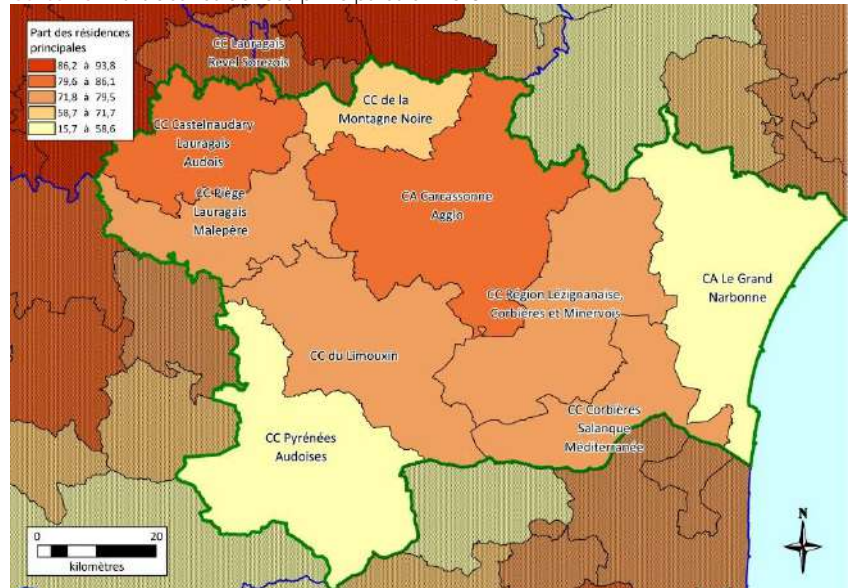 Part des résidences
principales
86,2 à 93,8
79,6 à 86,1
71,8 à 79,5
58,7 à 71,7
15,7 à 58,6
CC Lauragais
Revel Sorezois
CC de la
Montagne Noire
CC Castelnaudary
Lauragais
Audois
CC Piège
Lauragais
Malepère
CA Carcassonne
Agglo
CA Le Grand
Narbonne
CC Région Lézignanaise,
Corbières et Minervois
CC du Limouxin
CC Corbières
Salanque
Méditerranée
CC Pyrénées
Audoises
0 20
kilomètres
N